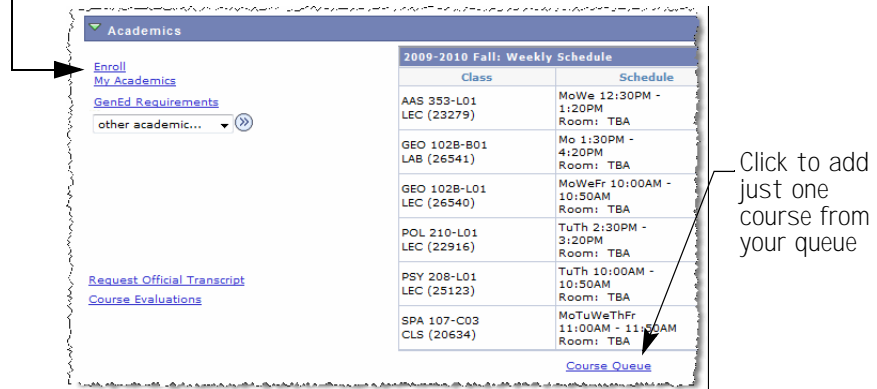 Academics
Enroll
My Academics
GenEd Requirements
other academic...
Request Official Transcript
Course Evaluations
2009-2010 Fall: Weekly Schedule
Class Schedule
AAS 353-L01
LEC (23279)
MoWe 12:30PM -
1:20PM
Room: TBA
GEO 102B-B01
LAB (26541)
Mo 1:30PM -
4:20PM
Room: TBA
GEO 102B-L01
LEC (26540)
MoWeFr 10:00AM -
10:50AM
Room: TBA
POL 210-L01
LEC (22916)
TuTh 2:30PM -
3:20PM
Room: TBA
PSY 208-L01
LEC (25123)
TuTh 10:00AM -
10:50AM
Room: TBA
SPA 107-C03
CLS (20634)
MoTuWeThFr
11:00AM - 11:50AM
Room: TBA
Course Queue
Click to add
just one
course from
your queue